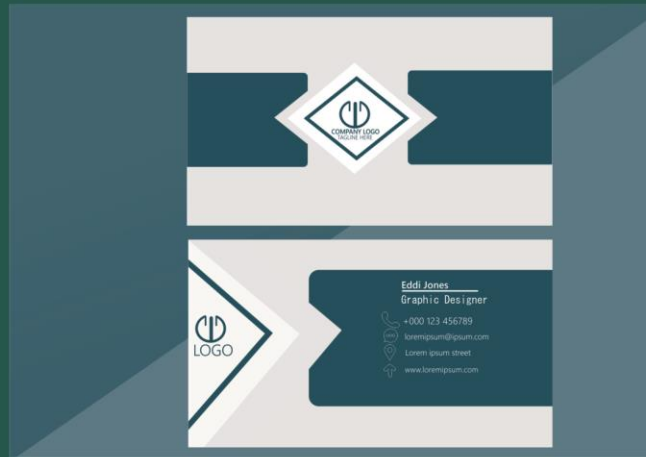 COMPANY LOGO
TAGLINE HERE
LOGO
Eddi Jones
Graphic Designer
+000 123 456789
loremipsum@ipsum.com
Lorem ipsum street
www.loremipsum.com